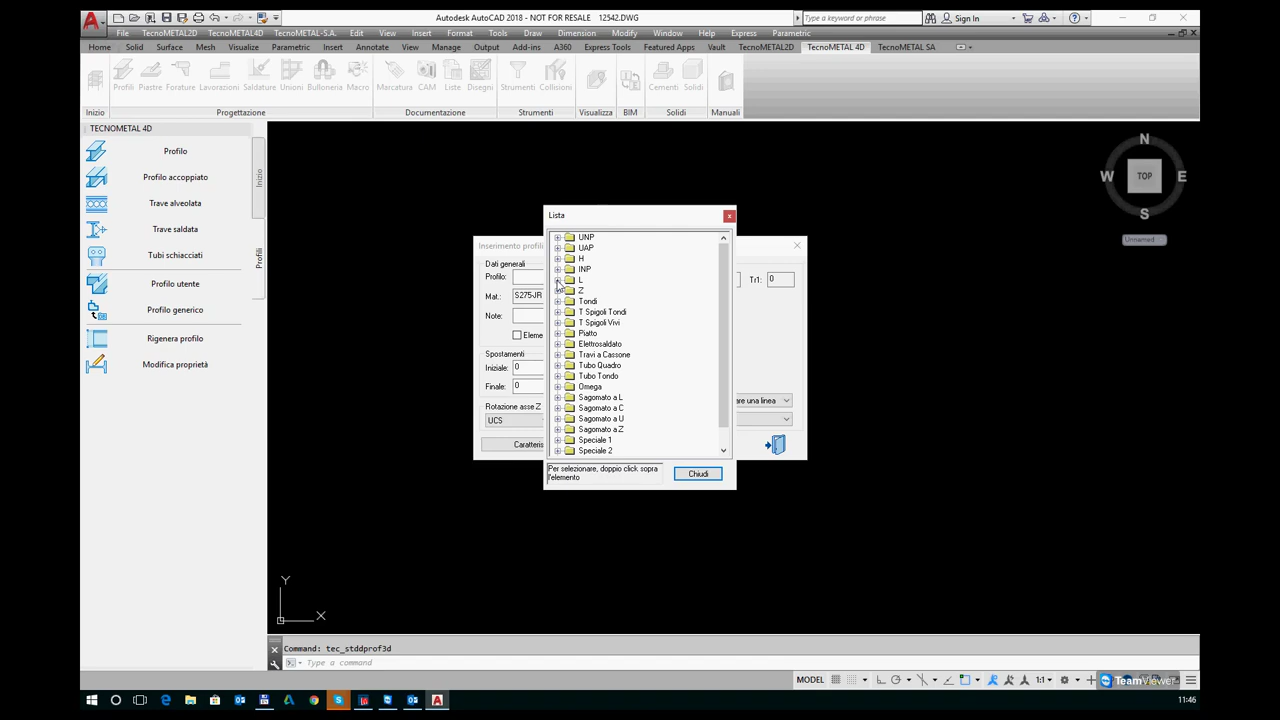 Autodesk AutoCAD 2018 - NOT FOR RESALE 12542.DWG
Type a keyword or phrase
Sign In
File TecnoMETAL2D TecnoMETAL4D TecnoMETAL-S.A. Edit View Insert Format Tools Draw Dimension Modify Window Help Express Parametric
Home Solid Surface Mesh Visualize Parametric Insert Annotate View Manage Output Add-ins A360 Express Tools Featured Apps Vault TecnoMETAL2D TecnoMETAL 4D TecnoMETAL SA
Profili Piastre Forature Lavorazioni Saldature Unioni Bulloneria Macro Marcatura CAM Liste Disegni Strumenti Collisioni Cementi Solidi
Inizio Progettazione Documentazione Strumenti Visualizza BIM Solidi Manuali
TECNOMETAL 4D
Profilo
Profilo accoppiato
Trave alveolata
Trave saldata
Tubi schiacciati
Profilo utente
Profilo generico
Rigenera profilo
Modifica proprietà
Inizio
Profili
Inserimento profili
Dati generali
Profilo:
Mat.: S275JR
Note:
Eleme
Spostamenti
Iniziale: 0
Finale: 0
Rotazione asse Z
UCS
Caratteris
Tr1: 0
are una linea
Lista
UNP
UAP
H
INP
L
Z
Tondi
T Spigoli Tondi
T Spigoli Vivi
Piatto
Elettrosaldato
Travi a Cassone
Tubo Quadro
Tubo Tondo
Omega
Sagomato a L
Sagomato a C
Sagomato a U
Sagomato a Z
Speciale 1
Speciale 2
Per selezionare, doppio click sopra
l'elemento
Chiudi
N
W TOP E
S
Unnamed
Y
X
Command: tec_stddprof3d
Type a command
MODEL
1:1
TeamViewer
11:46